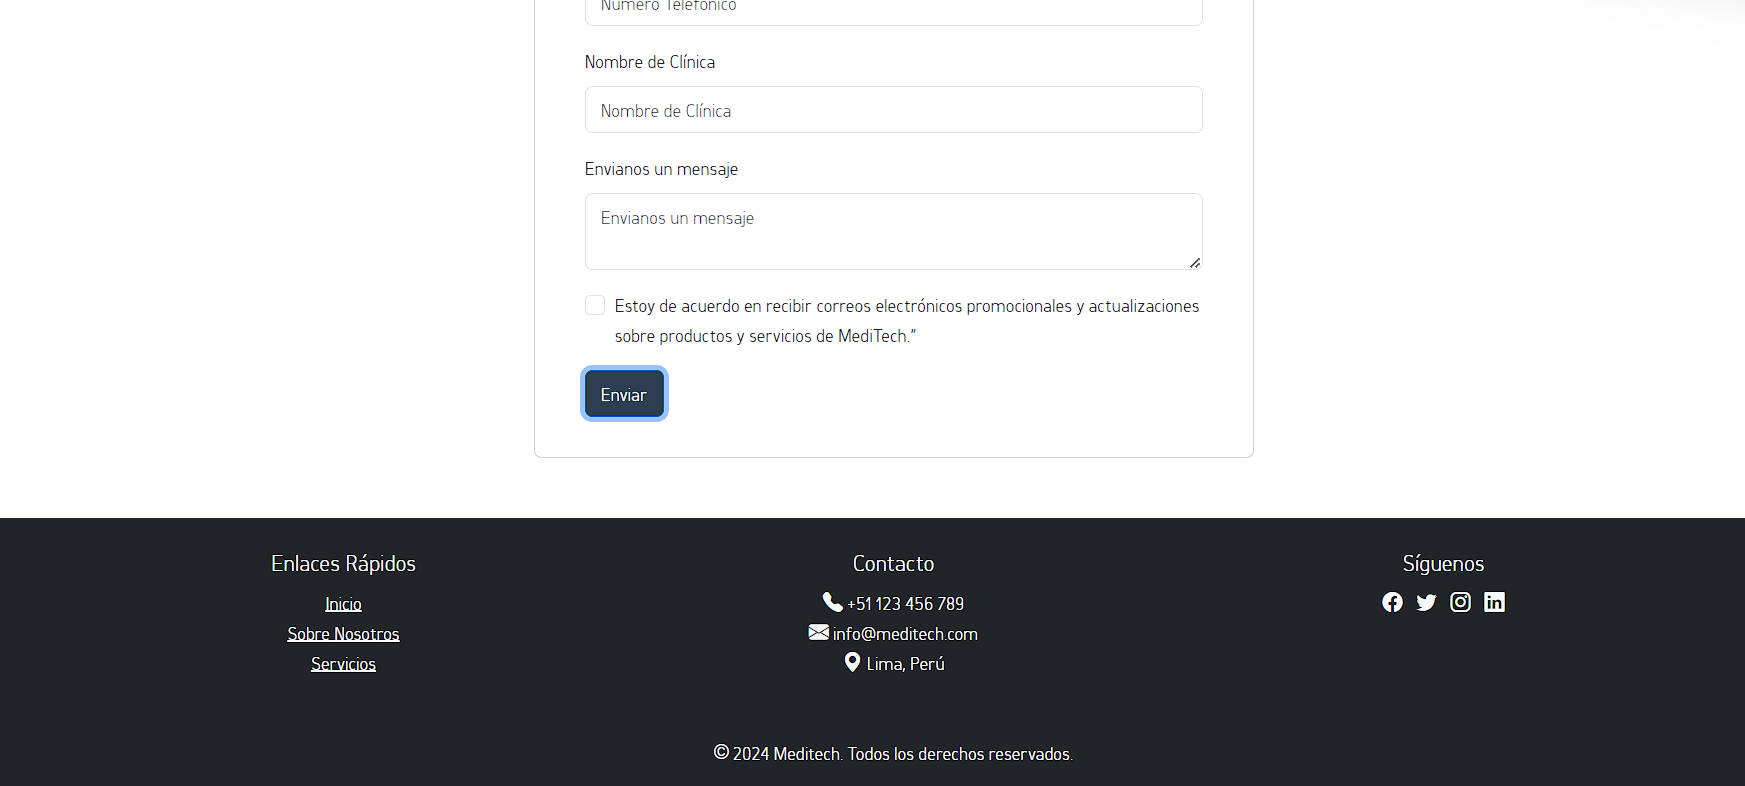 Número Telefónico
Nombre de Clínica
Nombre de Clínica
Envianos un mensaje
Envianos un mensaje
Estoy de acuerdo en recibir correos electrónicos promocionales y actualizaciones
sobre productos y servicios de MediTech.”
Enviar
Enlaces Rápidos
Inicio
Sobre Nosotros
Servicios
Contacto
+51 123 456 789
info@meditech.com
Lima, Perú
Síguenos
© 2024 Meditech. Todos los derechos reservados.